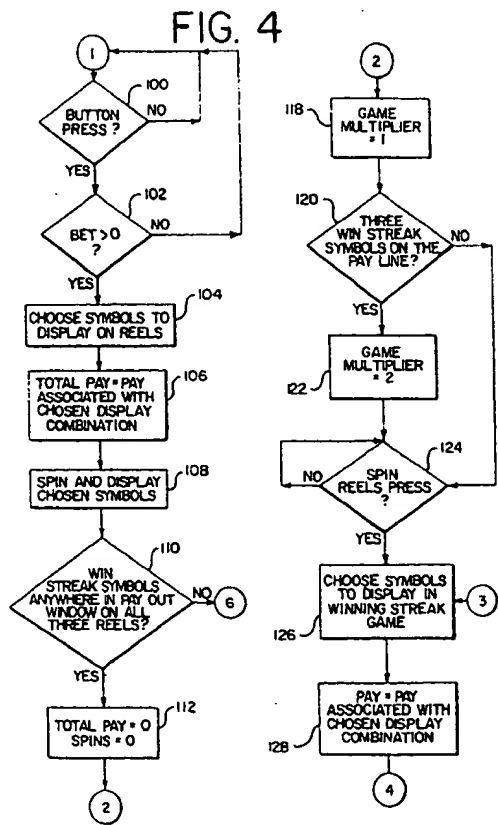 FIG. 4
1
100
BUTTON
PRESS ?
NO
YES
102
BET > 0
?
NO
YES
104
CHOOSE SYMBOLS TO
DISPLAY ON REELS
106
TOTAL PAY = PAY
ASSOCIATED WITH
CHOSEN DISPLAY
COMBINATION
108
SPIN AND DISPLAY
CHOSEN SYMBOLS
110
WIN
STREAK SYMBOLS
ANYWHERE IN PAY OUT
WINDOW ON ALL
THREE REELS?
NO
6
YES
112
TOTAL PAY = 0
SPINS = 0
2
2
118
GAME
MULTIPLIER
= 1
120
THREE
WIN STREAK
SYMBOLS ON THE
PAY LINE?
NO
YES
GAME
MULTIPLIER
= 2
122
124
SPIN
REELS PRESS
?
NO
YES
CHOOSE SYMBOLS
TO DISPLAY IN
WINNING STREAK
GAME
126
3
PAY = PAY
ASSOCIATED WITH
CHOSEN DISPLAY
COMBINATION
128
4